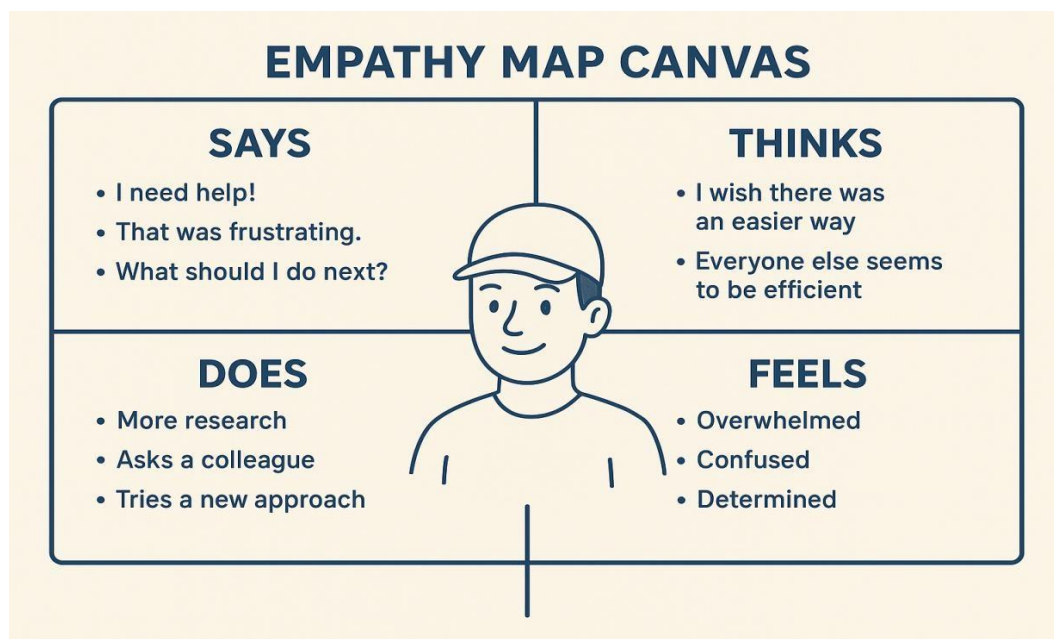 EMPATHY MAP CANVAS
SAYS
• I need help!
• That was frustrating.
• What should I do next?
THINKS
• I wish there was
an easier way
• Everyone else seems
to be efficient
DOES
• More research
• Asks a colleague
• Tries a new approach
FEELS
• Overwhelmed
• Confused
• Determined